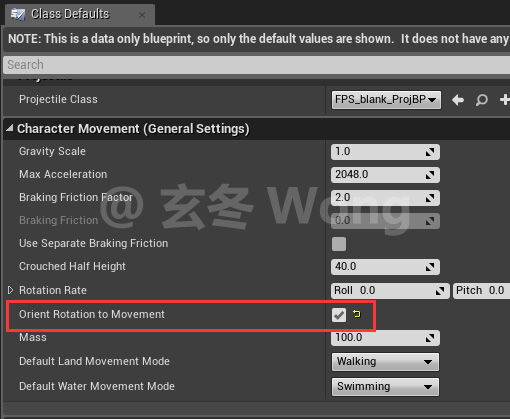 Class Defaults
NOTE: This is a data only blueprint, so only the default values are shown. It does not have any
Search
Projectile Class FPS_blank_ProjBP
Character Movement (General Settings)
Gravity Scale 1.0
Max Acceleration 2048.0
Braking Friction Factor 2.0
@ 玄冬 Wong
Braking Friction 0.0
Use Separate Braking Friction
Crouched Half Height 40.0
Rotation Rate Roll 0.0 Pitch 0.0
Orient Rotation to Movement
Mass 100.0
Default Land Movement Mode Walking
Default Water Movement Mode Swimming